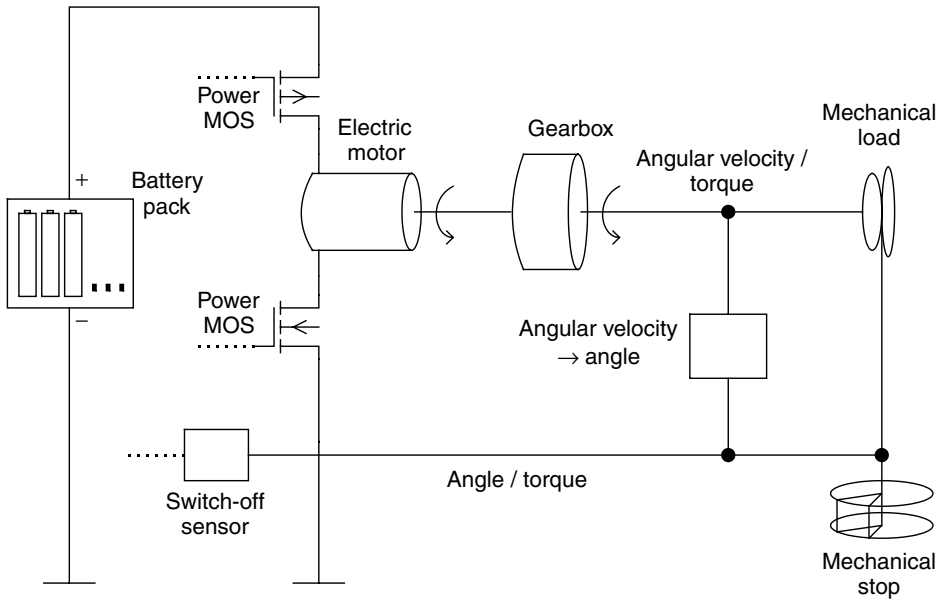 Power
MOS
Electric
motor
Gearbox
Mechanical
load
Angular velocity /
torque
+
Battery
pack
−
Power
MOS
Angular velocity
→ angle
Switch-off
sensor
Angle / torque
Mechanical
stop